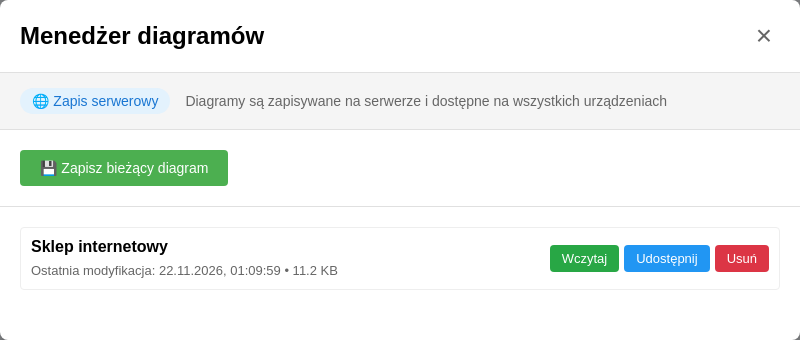 Menedżer diagramów ✕
🌐 Zapis serwerowy Diagramy są zapisywane na serwerze i dostępne na wszystkich urządzeniach
💾 Zapisz bieżący diagram
Sklep internetowy
Ostatnia modyfikacja: 22.11.2026, 01:09:59 • 11.2 KB
Wczytaj Udostępnij Usuń